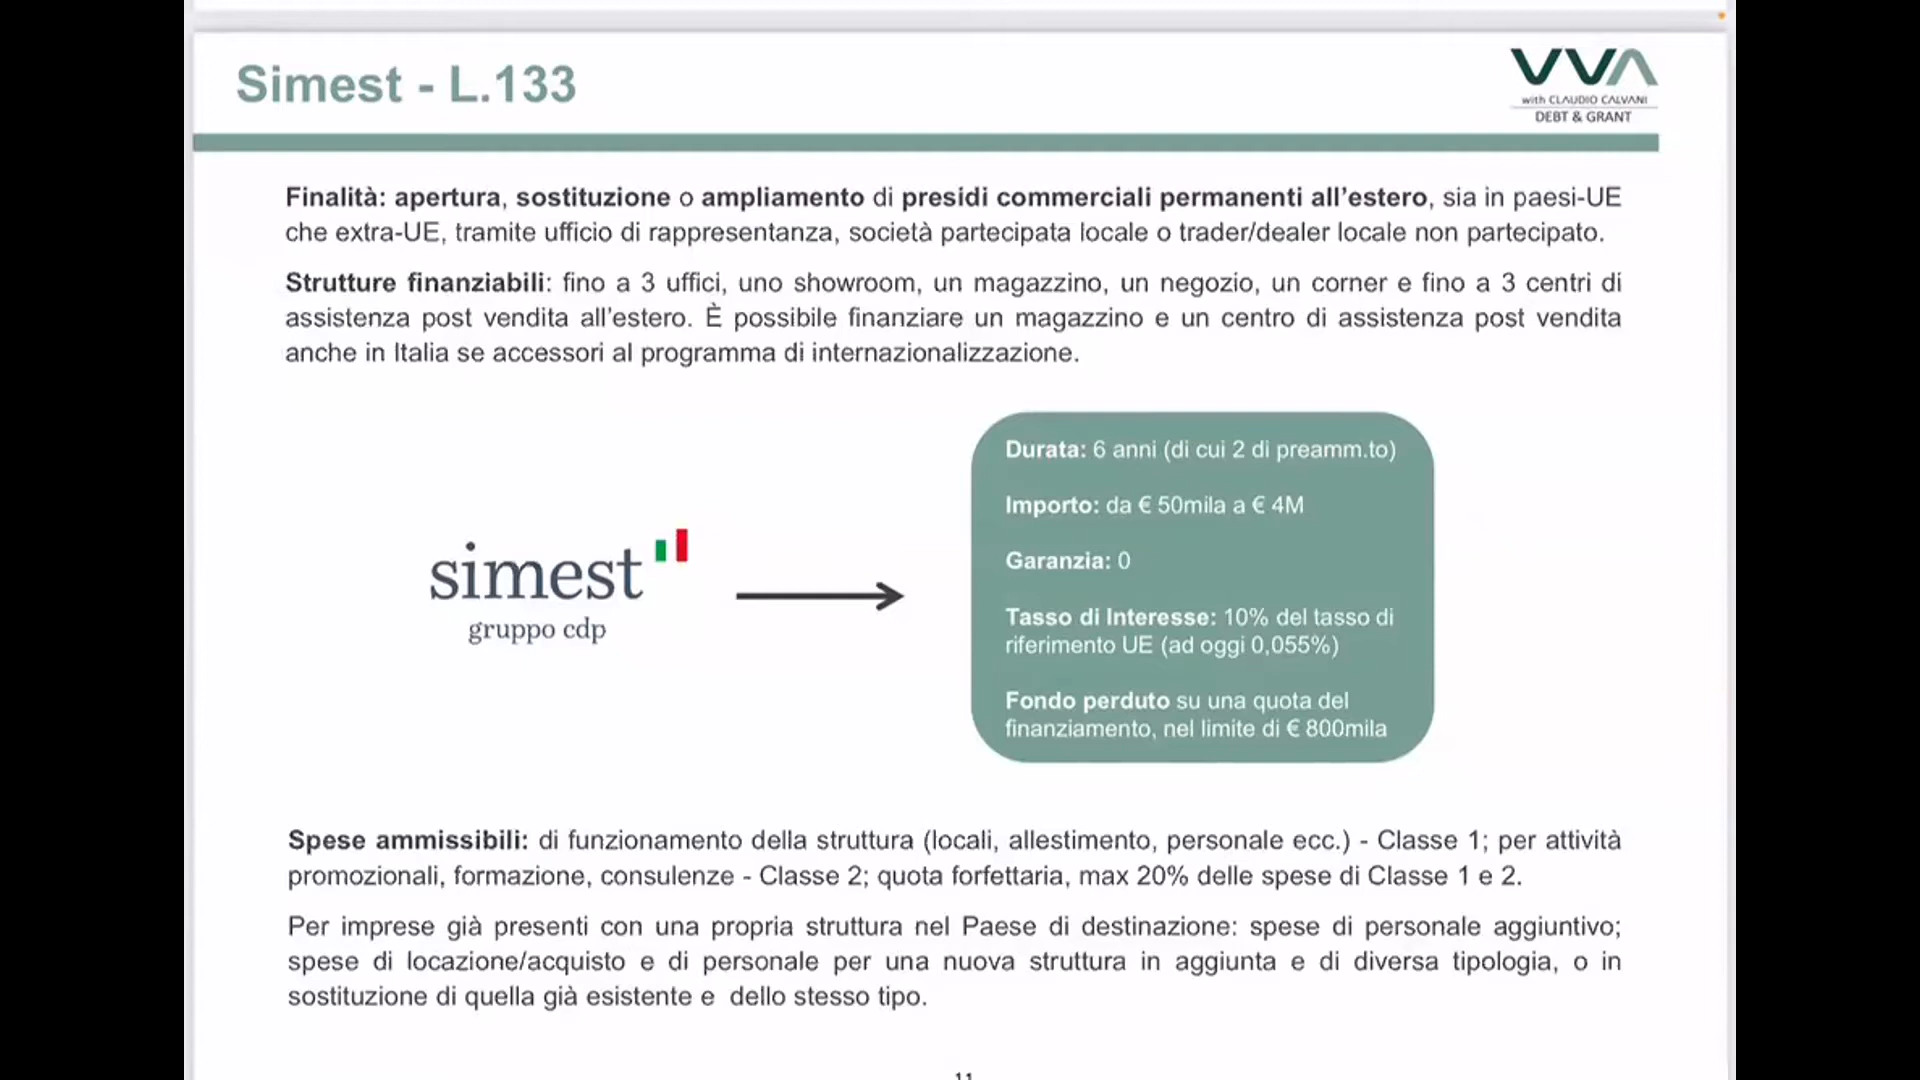 Simest - L.133
VVA
with CLAUDIO CALVANI
DEBT & GRANT
Finalità: apertura, sostituzione o ampliamento di presidi commerciali permanenti all’estero, sia in paesi-UE
che extra-UE, tramite ufficio di rappresentanza, società partecipata locale o trader/dealer locale non partecipato.
Strutture finanziabili: fino a 3 uffici, uno showroom, un magazzino, un negozio, un corner e fino a 3 centri di
assistenza post vendita all’estero. È possibile finanziare un magazzino e un centro di assistenza post vendita
anche in Italia se accessori al programma di internazionalizzazione.
simest
gruppo cdp
Durata: 6 anni (di cui 2 di preamm.to)
Importo: da € 50mila a € 4M
Garanzia: 0
Tasso di Interesse: 10% del tasso di
riferimento UE (ad oggi 0,055%)
Fondo perduto su una quota del
finanziamento, nel limite di € 800mila
Spese ammissibili: di funzionamento della struttura (locali, allestimento, personale ecc.) - Classe 1; per attività
promozionali, formazione, consulenze - Classe 2; quota forfettaria, max 20% delle spese di Classe 1 e 2.
Per imprese già presenti con una propria struttura nel Paese di destinazione: spese di personale aggiuntivo;
spese di locazione/acquisto e di personale per una nuova struttura in aggiunta e di diversa tipologia, o in
sostituzione di quella già esistente e dello stesso tipo.
11